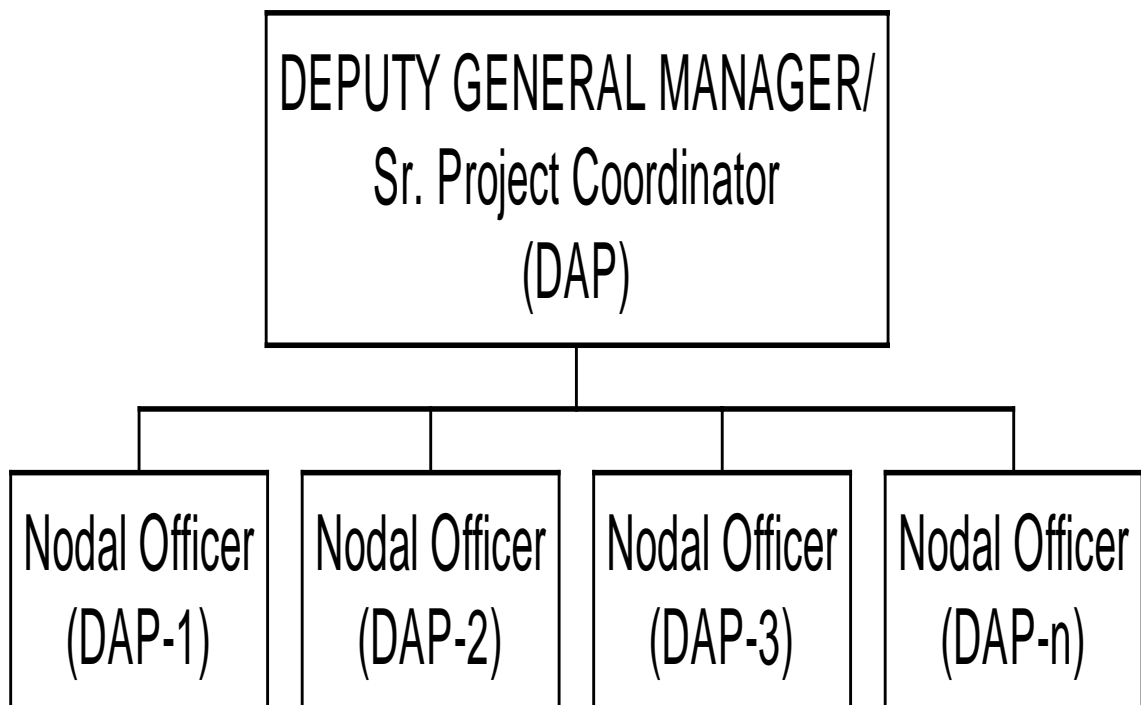 DEPUTY GENERAL MANAGER/
Sr. Project Coordinator
(DAP)
Nodal Officer
(DAP-1)
Nodal Officer
(DAP-2)
Nodal Officer
(DAP-3)
Nodal Officer
(DAP-n)